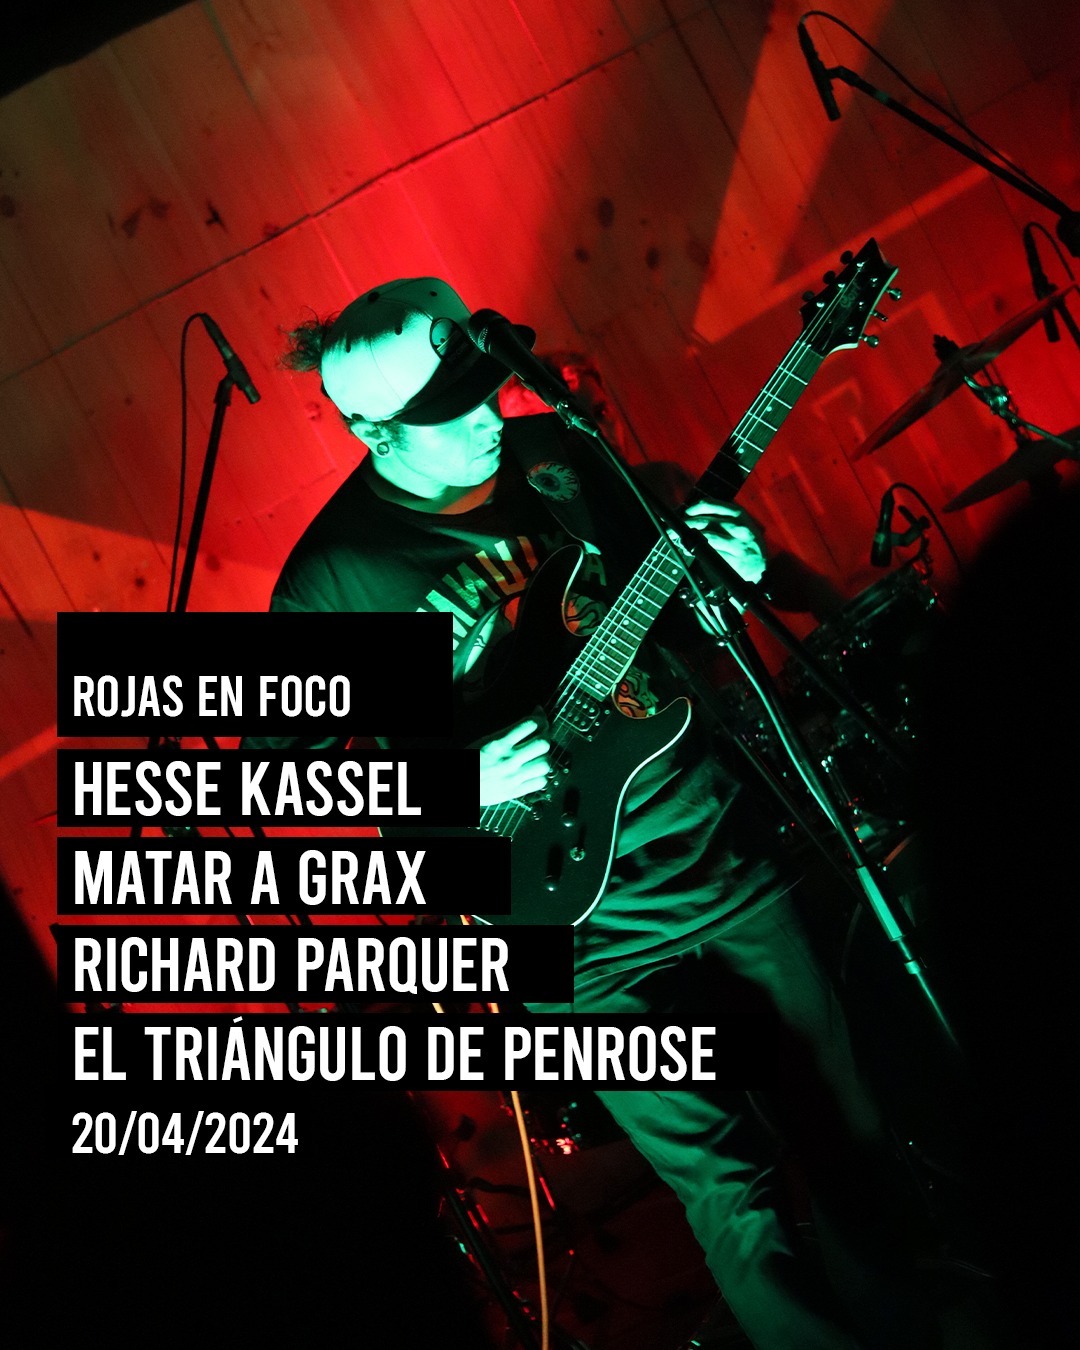 ROJAS EN FOCO
HESSE KASSEL
MATAR A GRAX
RICHARD PARQUER
EL TRIÁNGULO DE PENROSE
20/04/2024